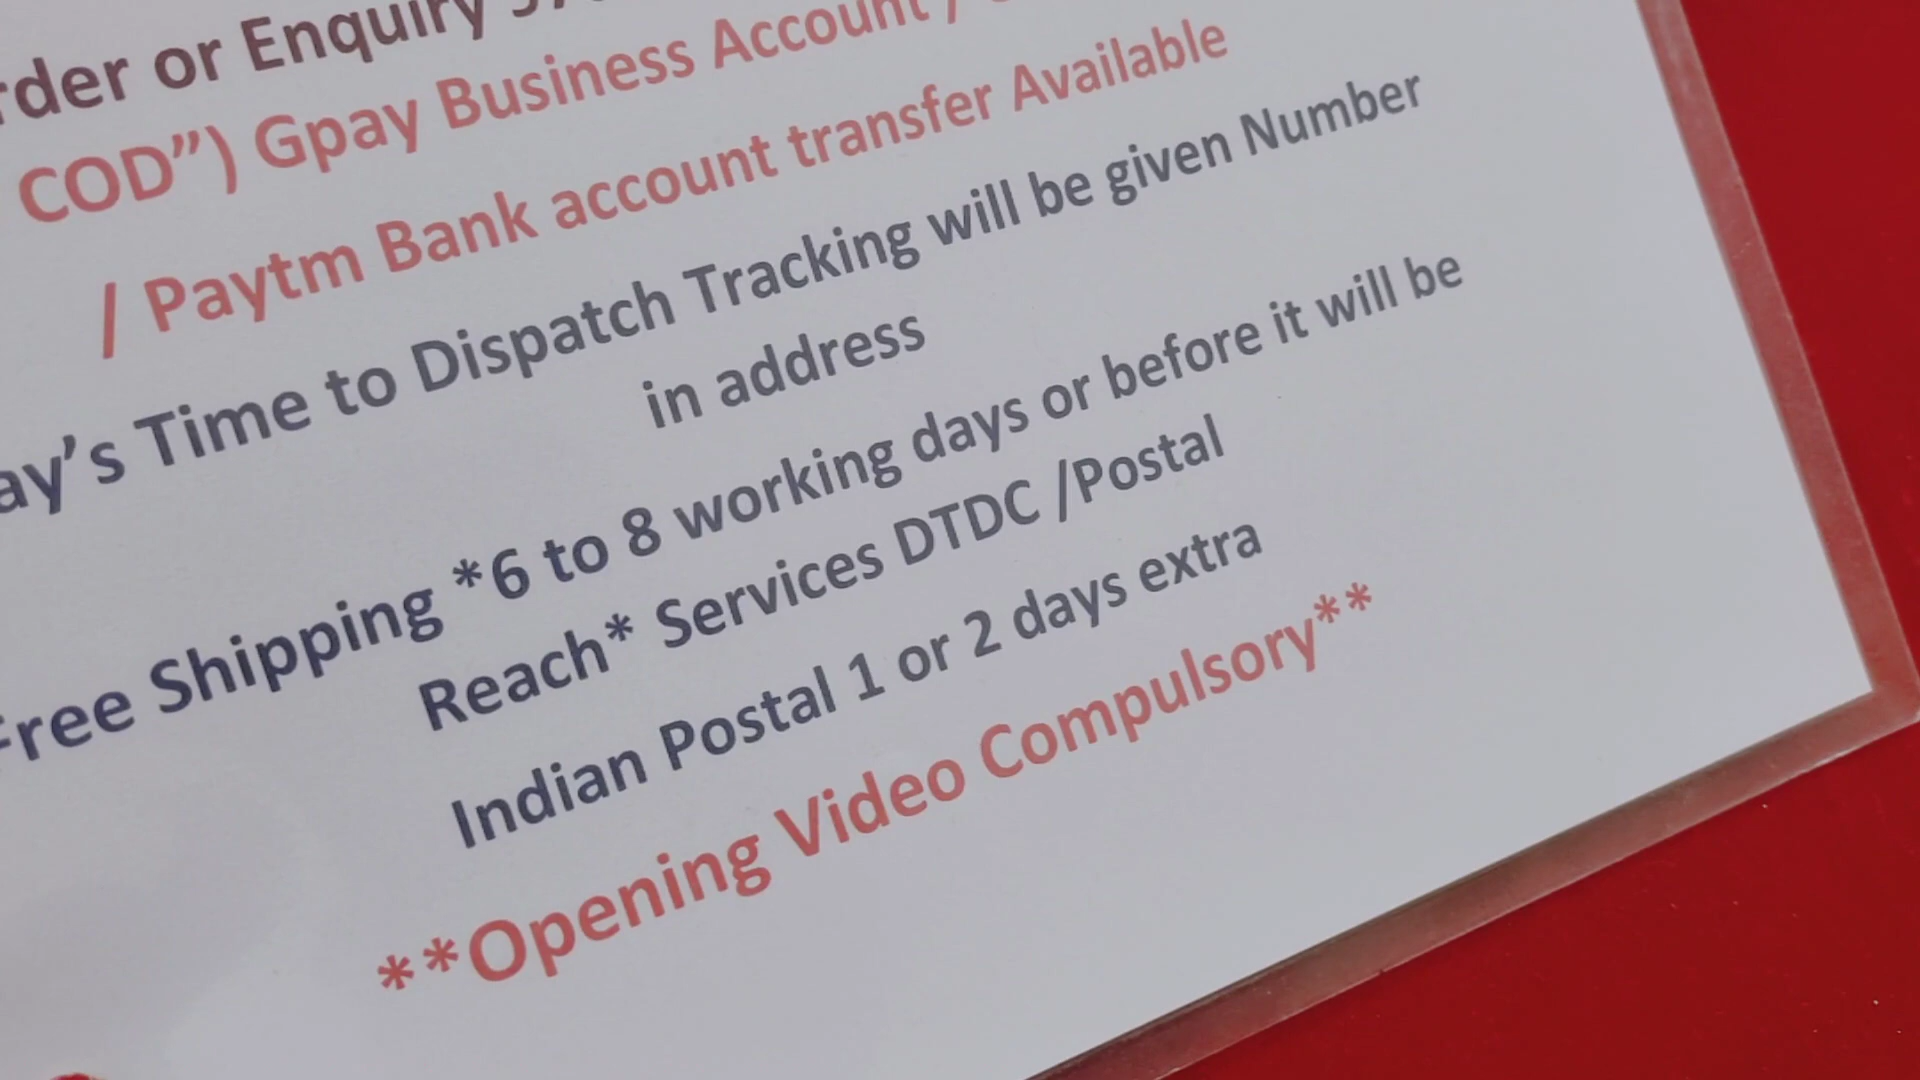 rder or Enquiry
COD”) Gpay Business Account /
/ Paytm Bank account transfer Available
ay’s Time to Dispatch Tracking will be given Number
in address
Free Shipping *6 to 8 working days or before it will be
Reach* Services DTDC /Postal
Indian Postal 1 or 2 days extra
**Opening Video Compulsory**